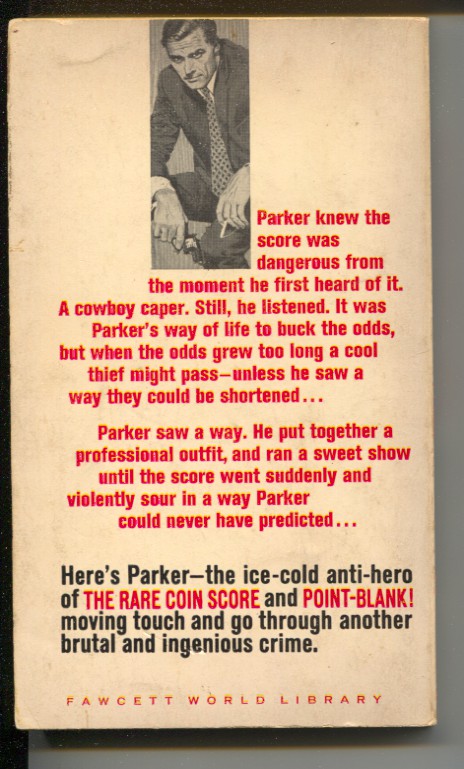 Parker knew the
score was
dangerous from
the moment he first heard of it.
A cowboy caper. Still, he listened. It was
Parker's way of life to buck the odds,
but when the odds grew too long a cool
thief might pass—unless he saw a
way they could be shortened...
Parker saw a way. He put together a
professional outfit, and ran a sweet show
until the score went suddenly and
violently sour in a way Parker
could never have predicted...
Here's Parker—the ice-cold anti-hero
of THE RARE COIN SCORE and POINT-BLANK!
moving touch and go through another
brutal and ingenious crime.
FAWCETT WORLD LIBRARY